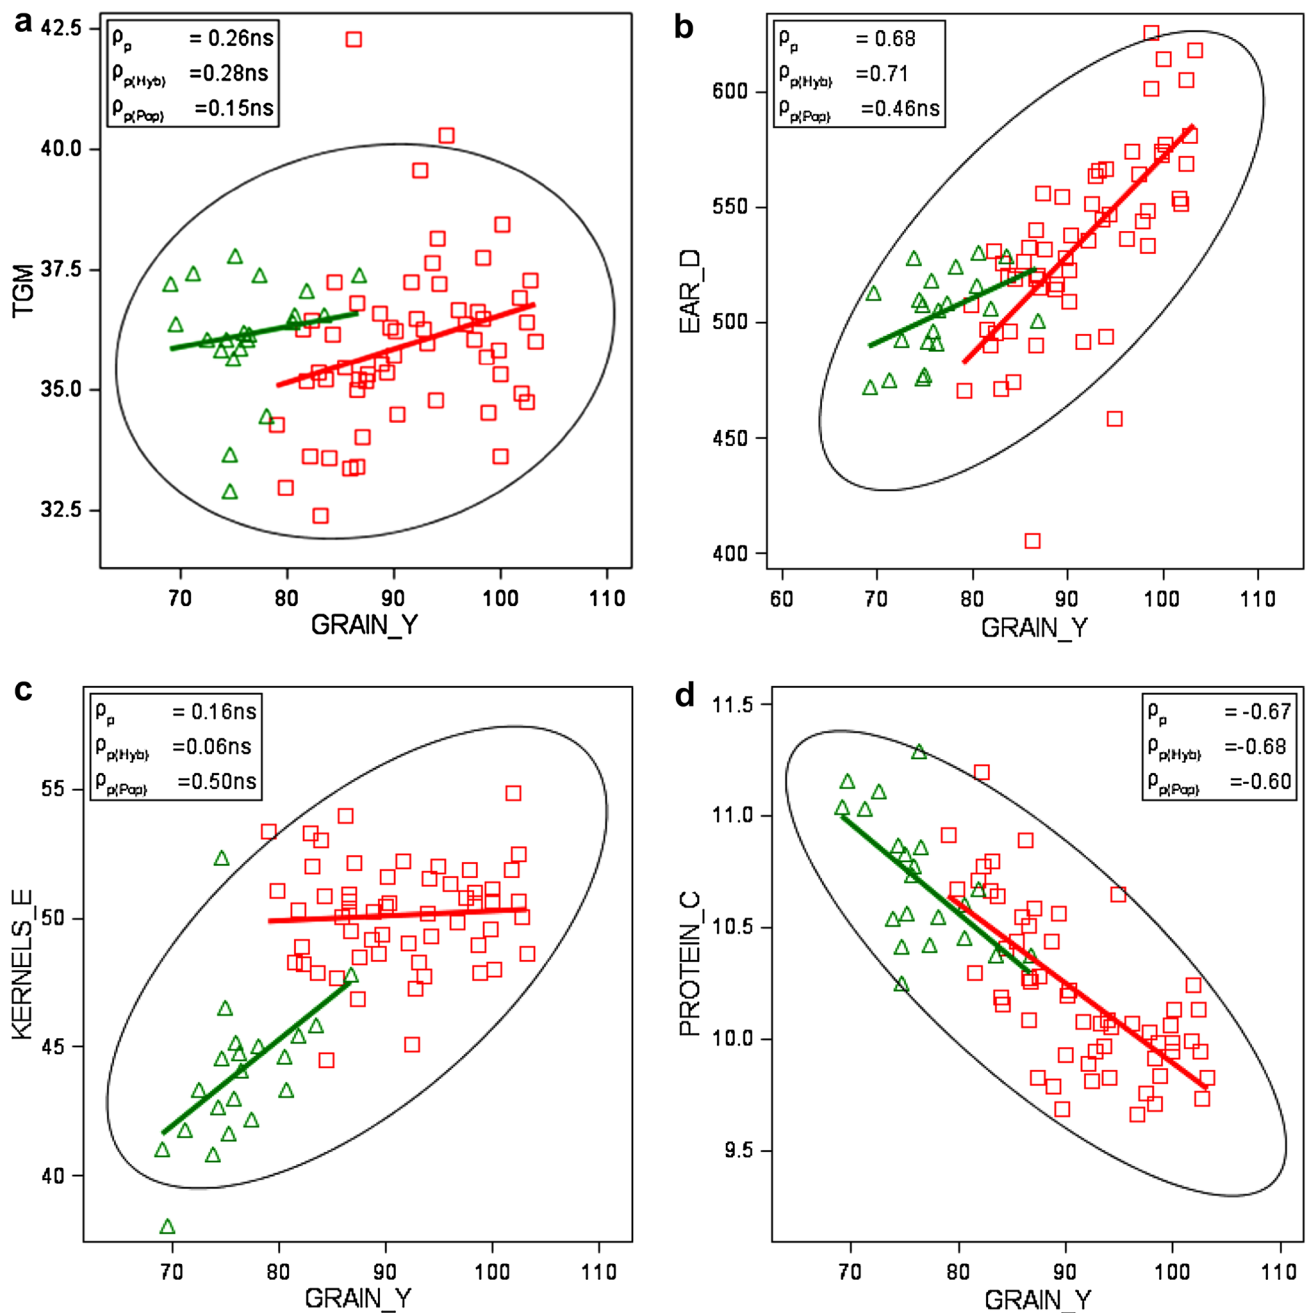 a
ρp = 0.26ns
ρp(Hyb) =0.28ns
ρp(Pop) =0.15ns
42.5
40.0
37.5
35.0
32.5
TGM
70 80 90 100 110
GRAIN_Y
b
ρp = 0.68
ρp(Hyb) =0.71
ρp(Pop) =0.46ns
600
550
500
450
400
EAR_D
60 70 80 90 100 110
GRAIN_Y
c
ρp = 0.16ns
ρp(Hyb) =0.06ns
ρp(Pop) =0.50ns
55
50
45
40
KERNELS_E
70 80 90 100 110
GRAIN_Y
d
ρp = -0.67
ρp(Hyb) =-0.68
ρp(Pop) =-0.60
11.5
11.0
10.5
10.0
9.5
PROTEIN_C
70 80 90 100 110
GRAIN_Y